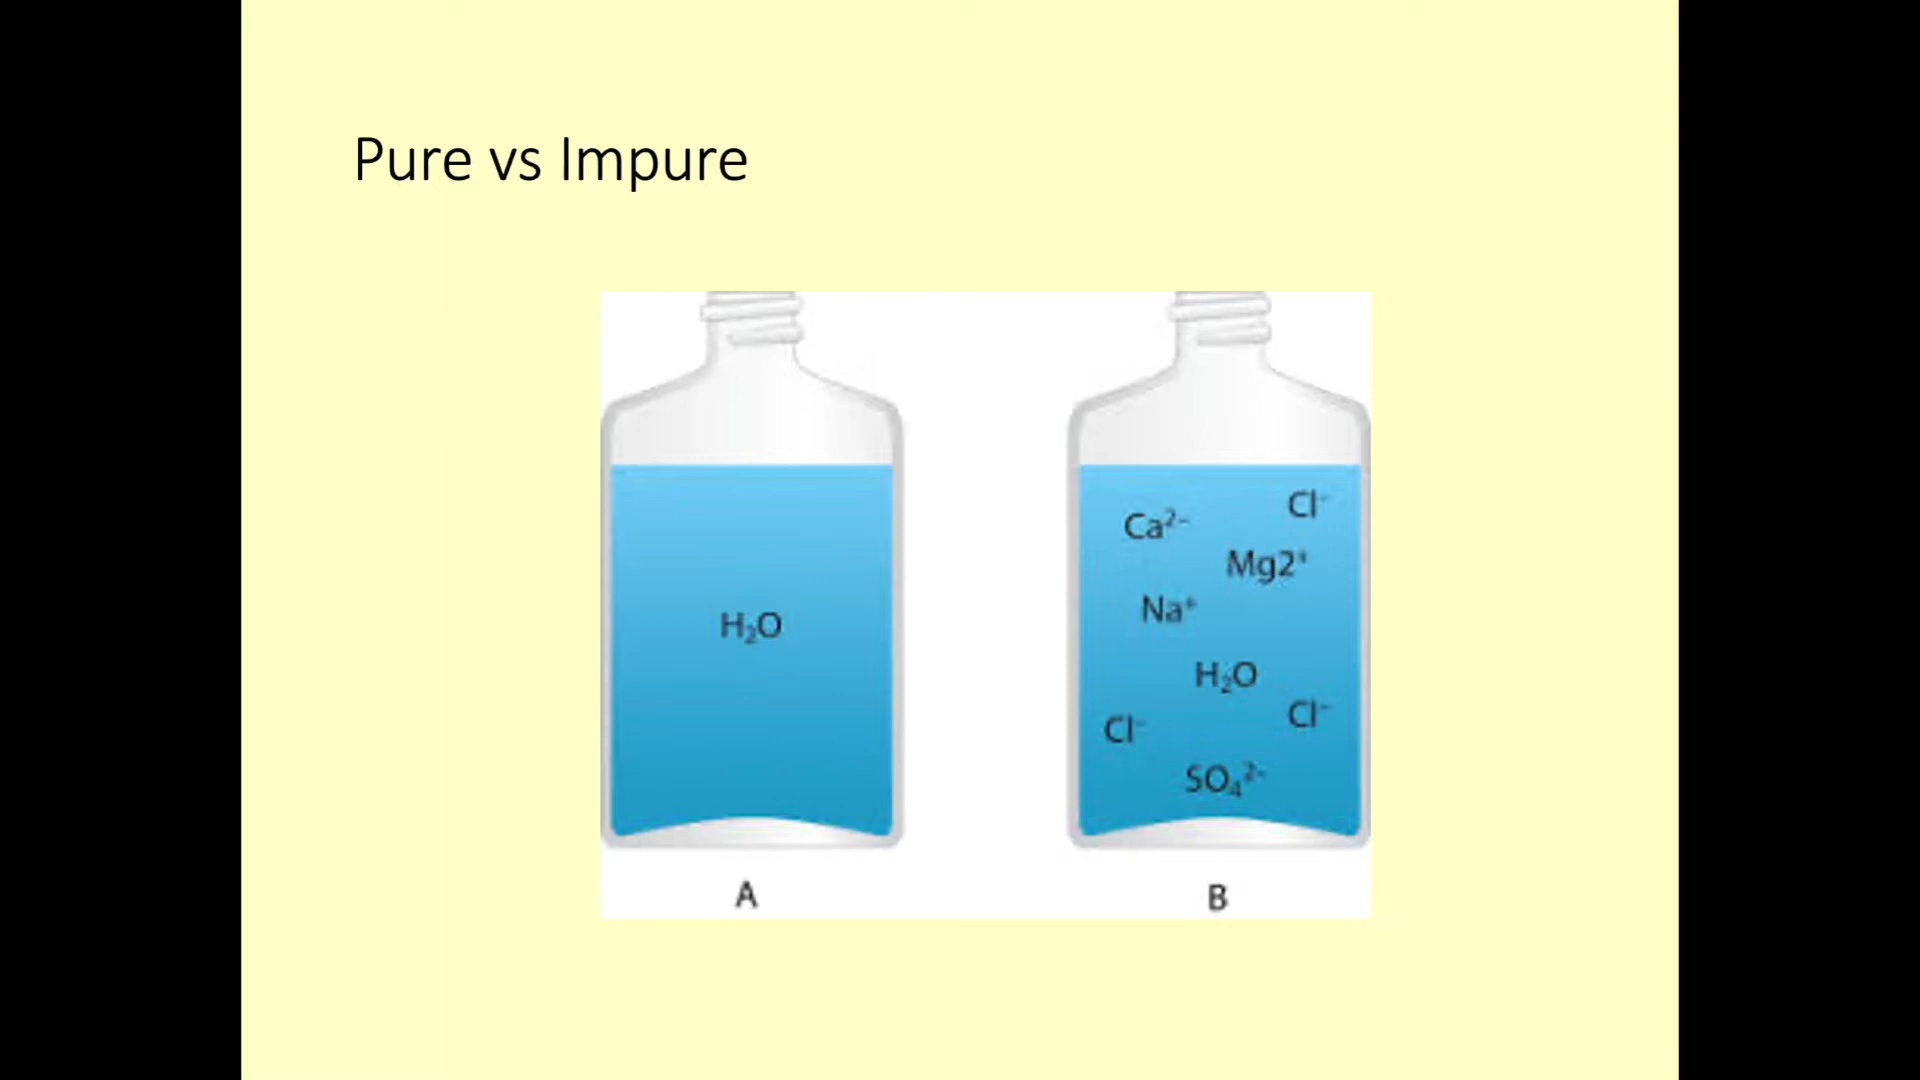 Pure vs Impure
H₂O
A
Ca²⁻
Cl⁻
Mg2⁺
Na⁺
H₂O
Cl⁻
Cl⁻
SO₄²⁻
B